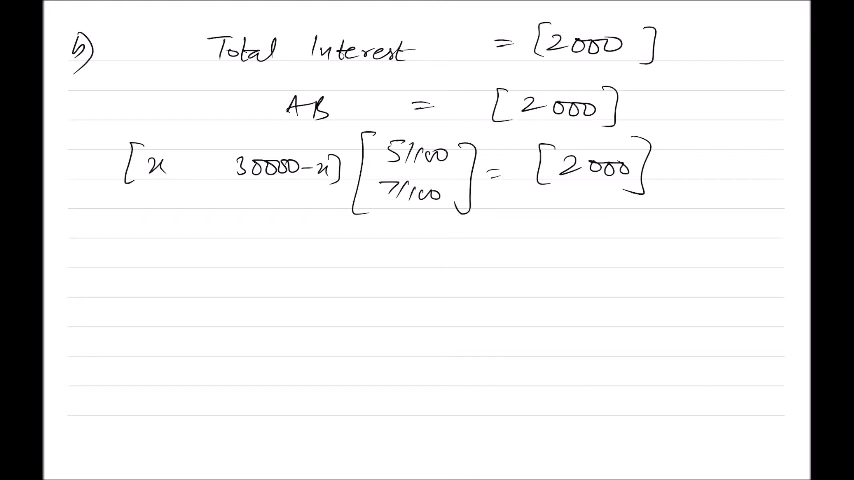 b) Total Interest = [2000]
AB = [2000]
[x 30000-x] [5/100 7/100] = [2000]